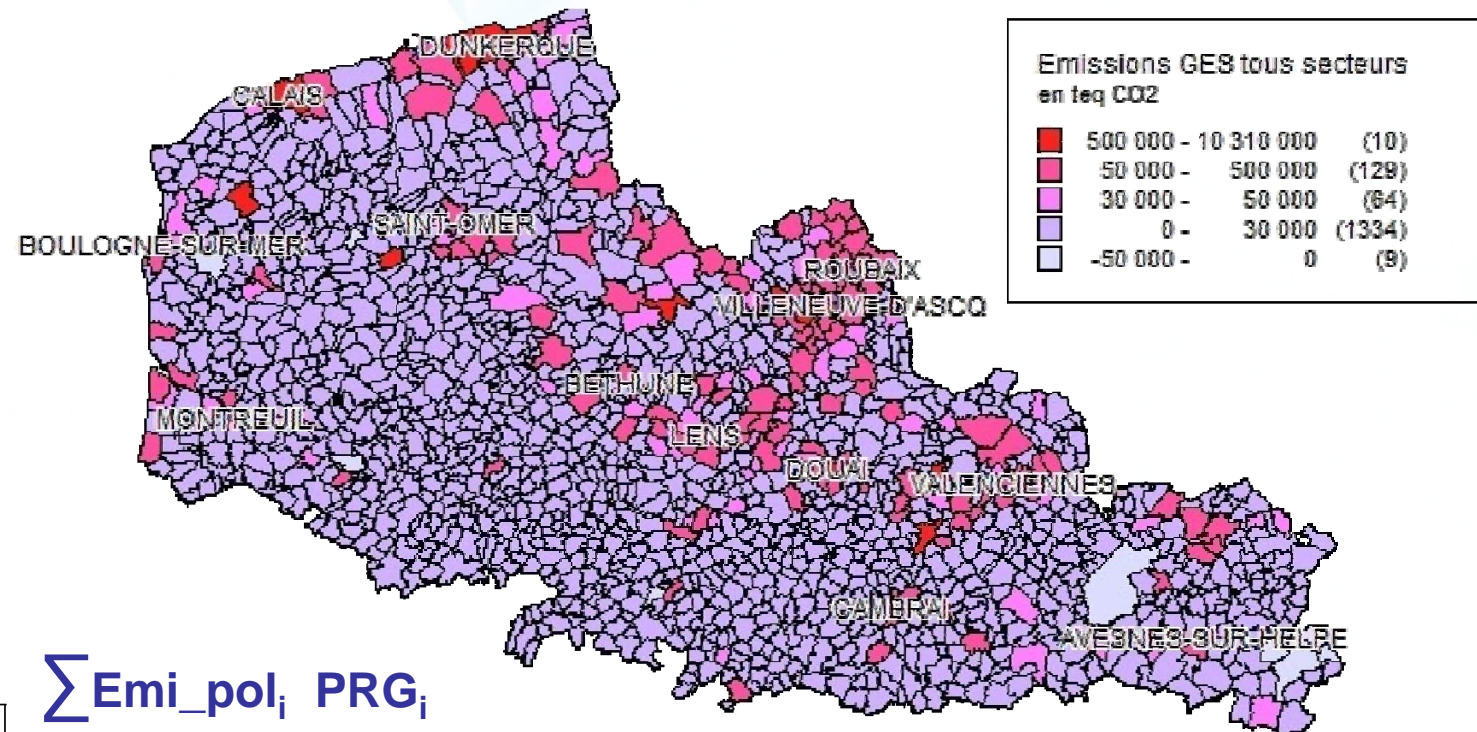 DUNKERQUE
CALAIS
SAINT-OMER
BOULOGNE-SUR-MER
ROUBAIX
VILLENEUVE-D'ASCQ
BETHUNE
MONTREUIL
LENS
DOUAI
VALENCIENNES
CAMBRAI
AVESNES-SUR-HELPE
Emissions GES tous secteurs
en teq CO2
500 000 - 10 310 000 (10)
50 000 - 500 000 (129)
30 000 - 50 000 (64)
0 - 30 000 (1334)
-50 000 - 0 (9)
∑Emi_polᵢ PRGᵢ